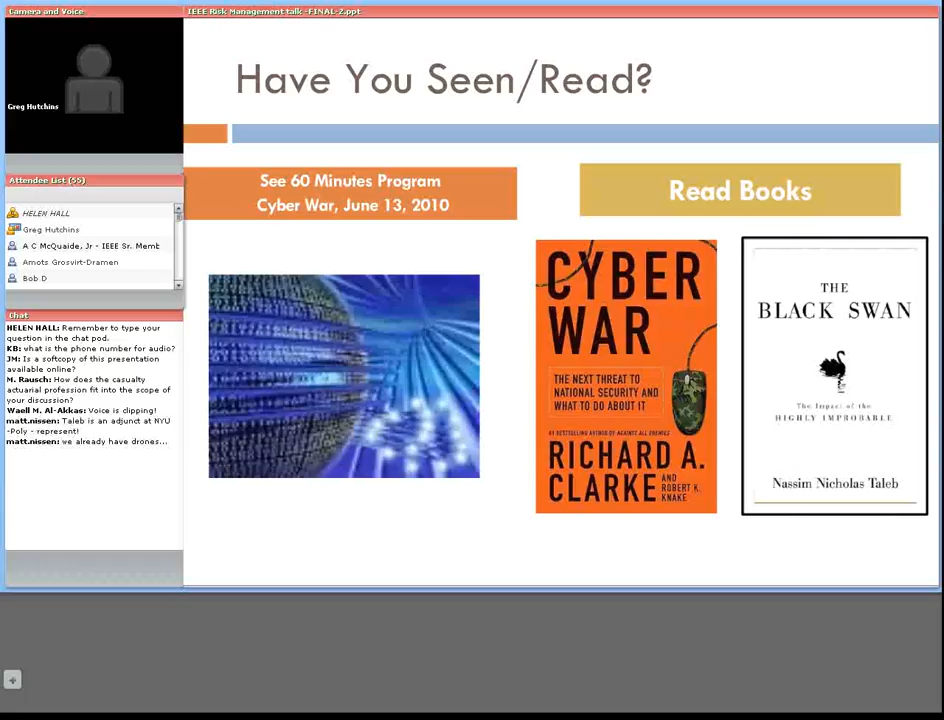 Camera and Voice
IEEE Risk Management talk -FINAL-2.ppt
Greg Hutchins
Attendee List (55)
HELEN HALL
Greg Hutchins
A C McQuaide, Jr - IEEE Sr. Memb
Amots Grosvirt-Dramen
Bob D
Chat
HELEN HALL: Remember to type your
question in the chat pod.
KB: what is the phone number for audio?
JM: Is a softcopy of this presentation
available online?
M. Rausch: How does the casualty
actuarial profession fit into the scope of
your discussion?
Waell M. Al-Akkas: Voice is clipping!
matt.nissen: Taleb is an adjunct at NYU
-Poly - represent!
matt.nissen: we already have drones...
Have You Seen/Read?
See 60 Minutes Program
Cyber War, June 13, 2010
Read Books
CYBER
WAR
THE NEXT THREAT TO
NATIONAL SECURITY AND
WHAT TO DO ABOUT IT
#1 BESTSELLING AUTHOR OF AGAINST ALL ENEMIES
RICHARD A.
CLARKE AND
ROBERT K.
KNAKE
THE
BLACK SWAN
The Impact of the
HIGHLY IMPROBABLE
Nassim Nicholas Taleb